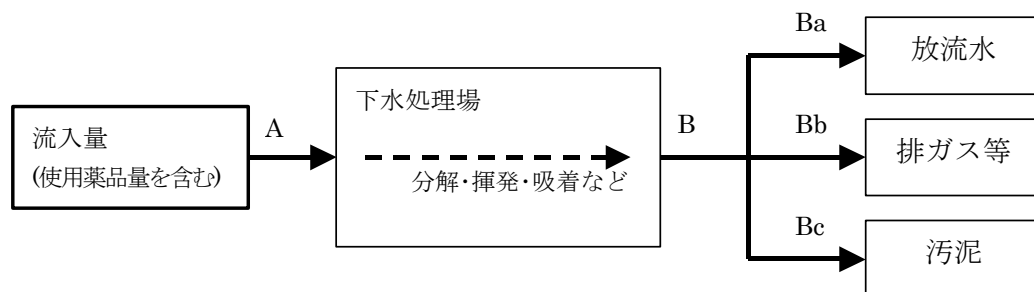 流入量
(使用薬品量を含む)
A
下水処理場
分解・揮発・吸着など
B
Ba
放流水
Bb
排ガス等
Bc
汚泥